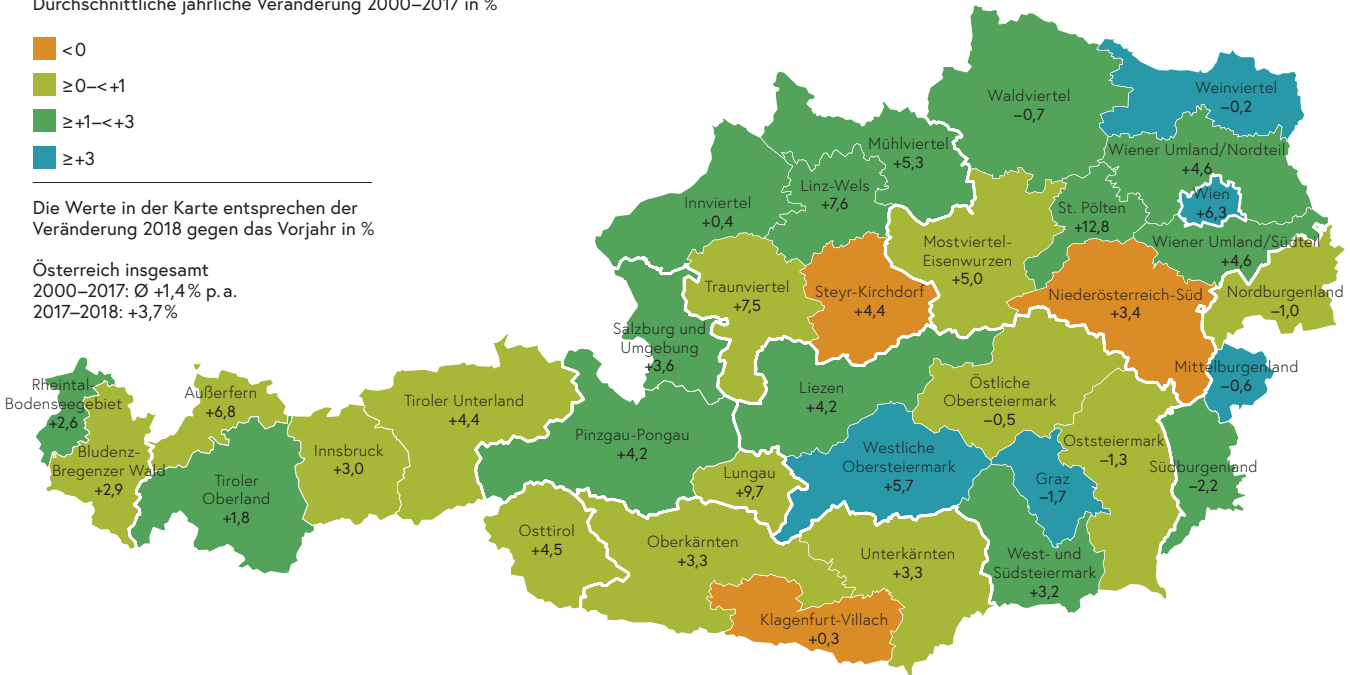 Durchschnittliche jährliche Veränderung 2000–2017 in %
<0
≥0–<+1
≥+1–<+3
≥+3
Die Werte in der Karte entsprechen der
Veränderung 2018 gegen das Vorjahr in %
Österreich insgesamt
2000–2017: Ø +1,4% p.a.
2017–2018: +3,7%
Waldviertel
−0,7
Weinviertel
−0,2
Mühlviertel
+5,3
Wiener Umland/Nordteil
+4,6
Linz-Wels
+7,6
Wien
+6,3
Innviertel
+0,4
St. Pölten
+12,8
Mostviertel-
Eisenwurzen
+5,0
Wiener Umland/Südteil
+4,6
Traunviertel
+7,5
Steyr-Kirchdorf
+4,4
Niederösterreich-Süd
+3,4
Nordburgenland
−1,0
Salzburg und
Umgebung
+3,6
Mittelburgenland
−0,6
Rheintal-
Bodenseegebiet
+2,6
Außerfern
+6,8
Tiroler Unterland
+4,4
Liezen
+4,2
Östliche
Obersteiermark
−0,5
Bludenz-
Bregenzer Wald
+2,9
Innsbruck
+3,0
Pinzgau-Pongau
+4,2
Westliche
Obersteiermark
+5,7
Oststeiermark
−1,3
Südburgenland
−2,2
Tiroler
Oberland
+1,8
Lungau
+9,7
Graz
−1,7
Osttirol
+4,5
Oberkärnten
+3,3
Unterkärnten
+3,3
West- und
Südsteiermark
+3,2
Klagenfurt-Villach
+0,3